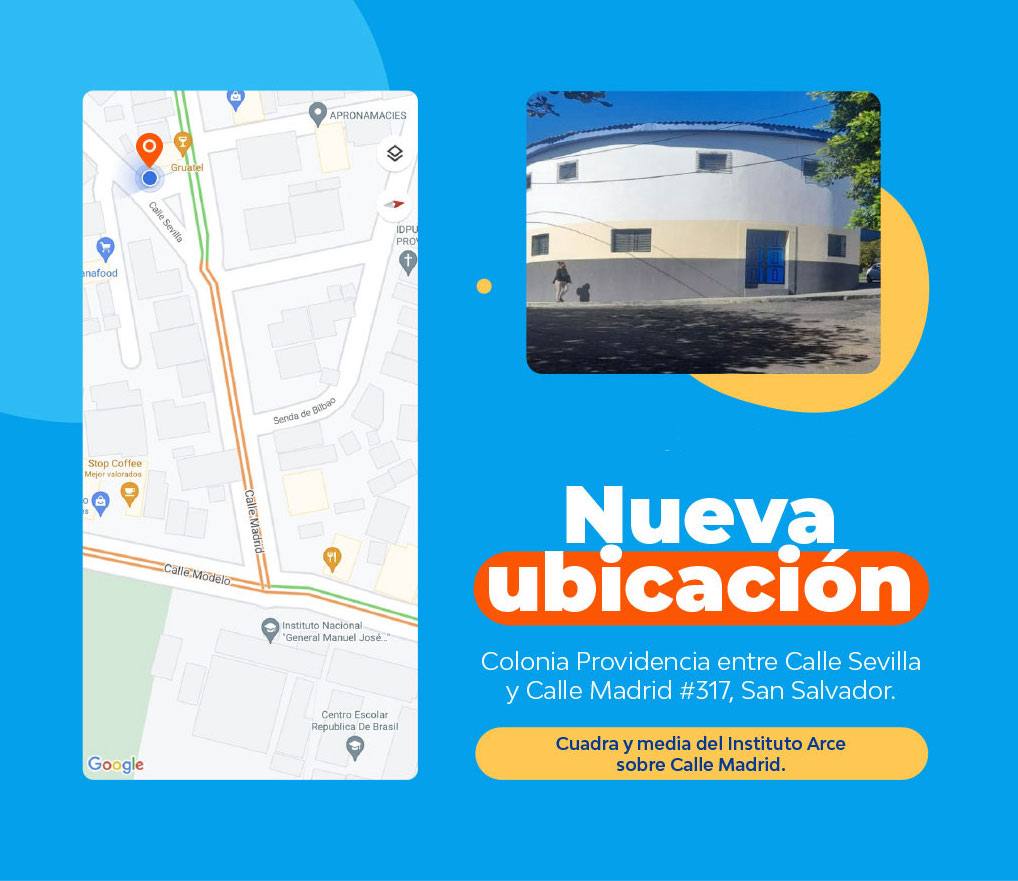 APRONAMACIES
Gruatel
Calle Sevilla
IDPU
PROV
anafood
Senda de Bilbao
Stop Coffee
Mejor valorados
Calle Madrid
Calle Modelo
Instituto Nacional
"General Manuel José..."
Centro Escolar
Republica De Brasil
Google
Nueva
ubicación
Colonia Providencia entre Calle Sevilla
y Calle Madrid #317, San Salvador.
Cuadra y media del Instituto Arce
sobre Calle Madrid.